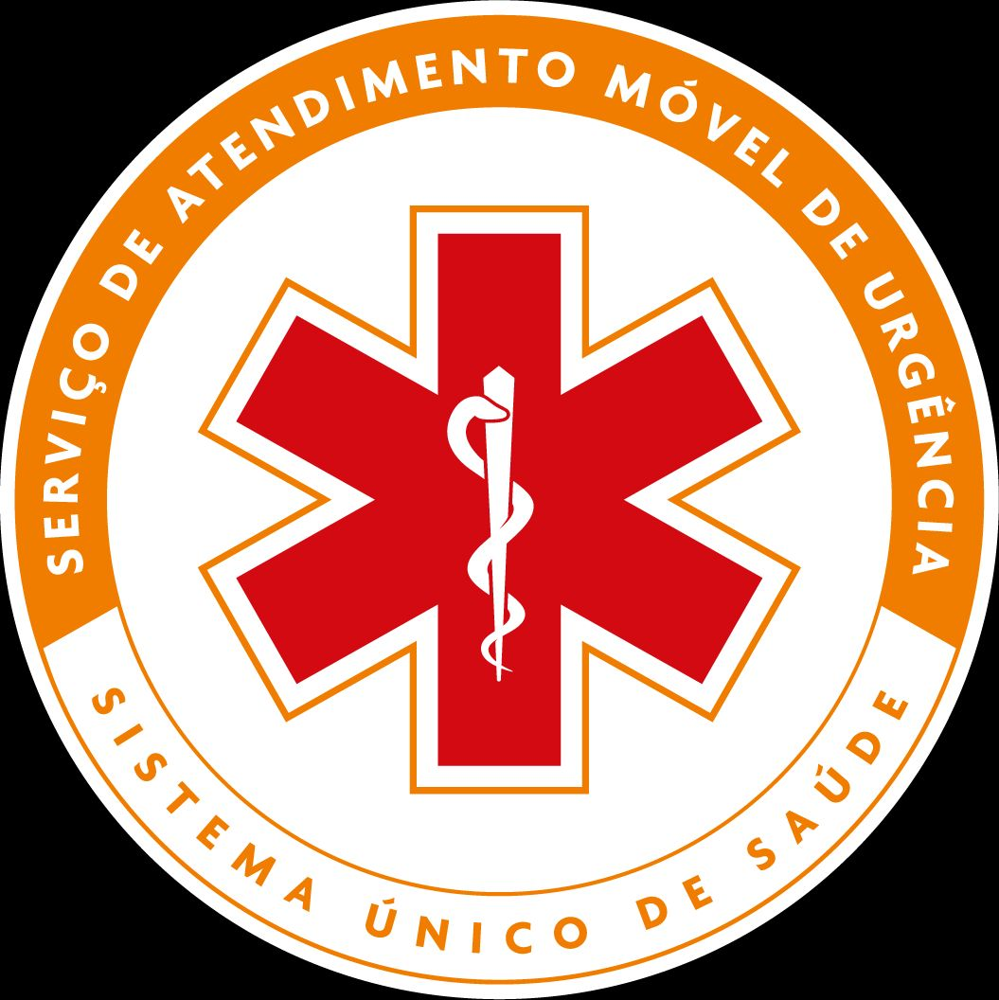 SERVIÇO DE ATENDIMENTO MÓVEL DE URGÊNCIA
SISTEMA ÚNICO DE SAÚDE